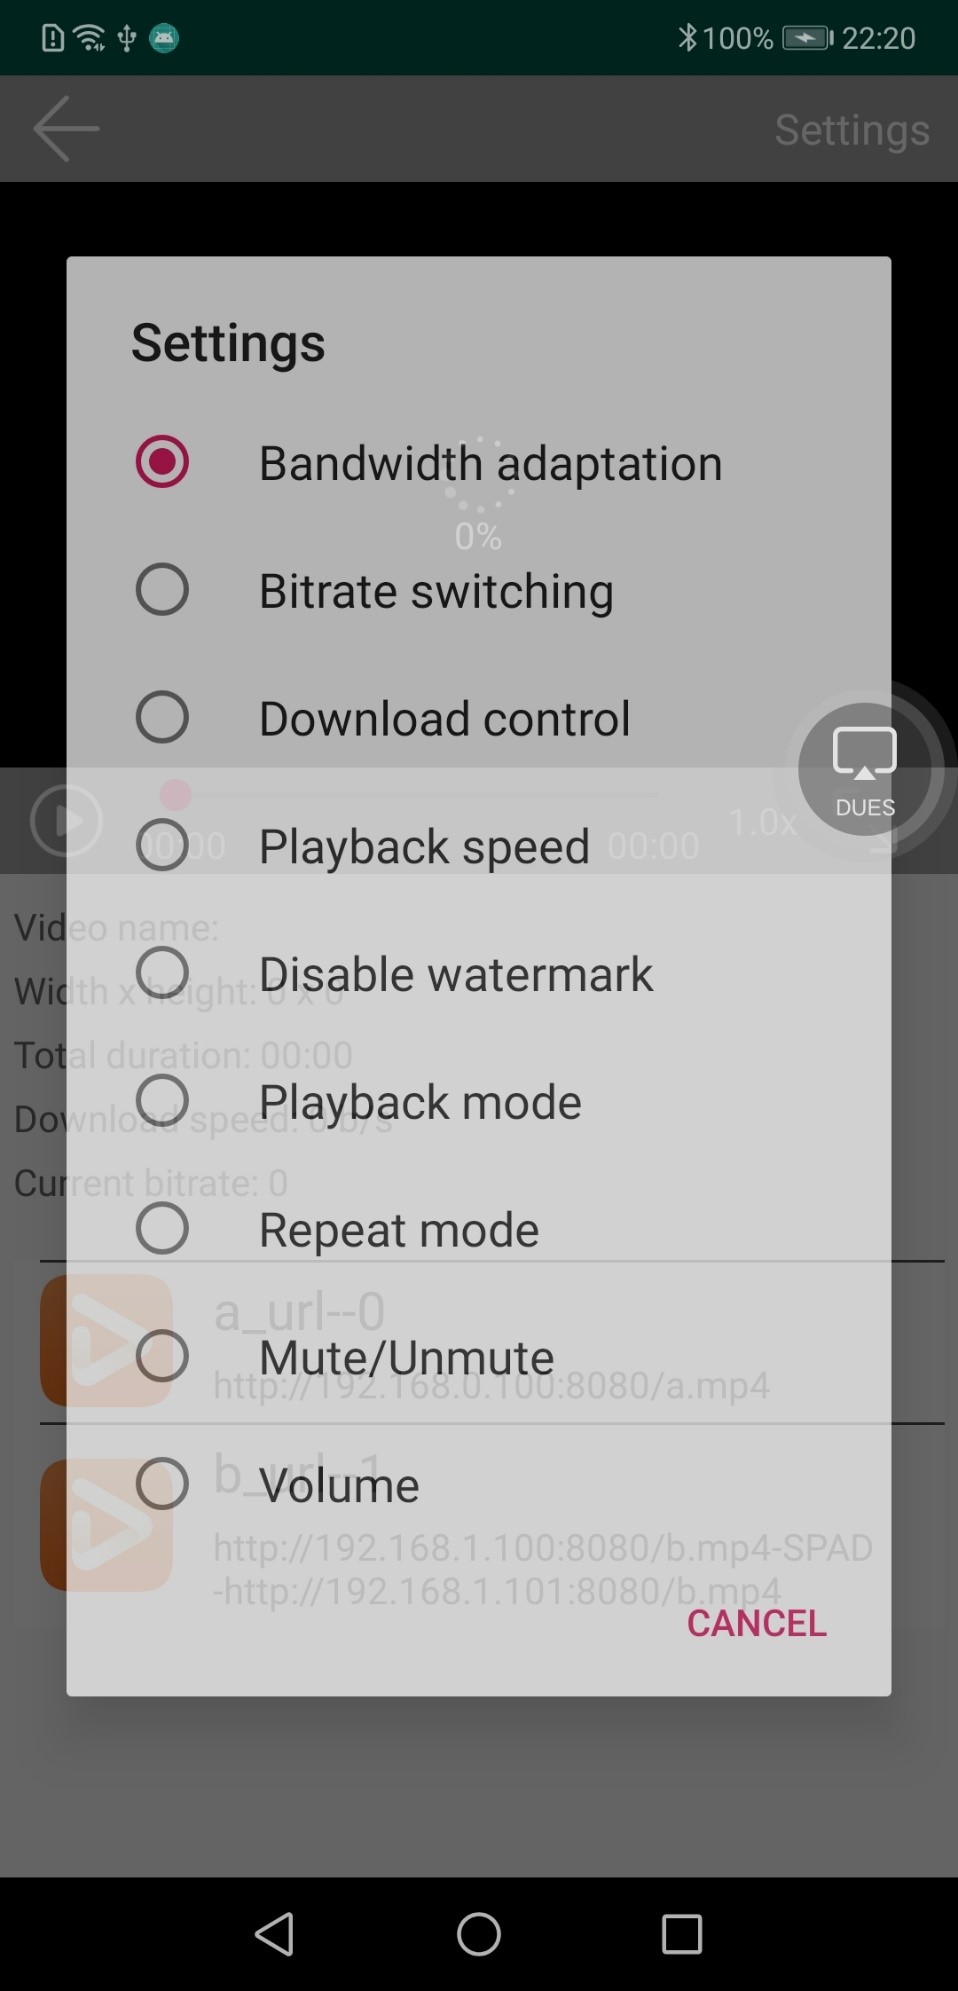 100% 22:20
Settings
Settings
Bandwidth adaptation
0%
Bitrate switching
Download control
DUES
1.0x
00:00
Playback speed
00:00
Video name:
Disable watermark
Width x height: 0 x 0
Total duration: 00:00
Playback mode
Download speed: 0 b/s
Current bitrate: 0
Repeat mode
a_url--0
Mute/Unmute
http://192.168.0.100:8080/a.mp4
b_url--1
Volume
http://192.168.1.100:8080/b.mp4-SPAD
-http://192.168.1.101:8080/b.mp4
CANCEL